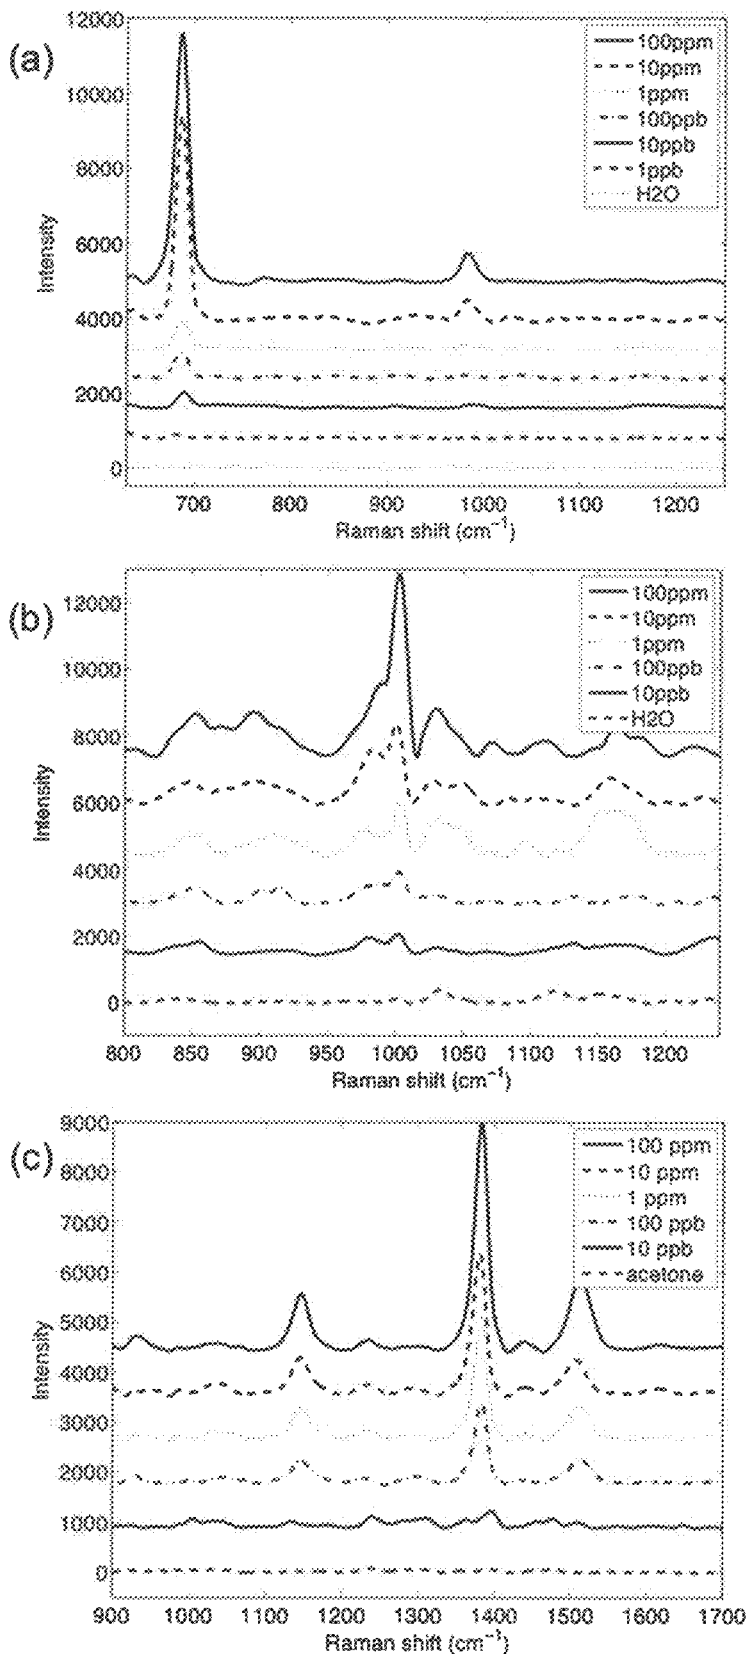 (a)
12000
10000
8000
6000
4000
2000
0
Intensity
100ppm
10ppm
1ppm
100ppb
10ppb
1ppb
H2O
700 800 900 1000 1100 1200
Raman shift (cm⁻¹)
(b)
12000
10000
8000
6000
4000
2000
0
Intensity
100ppm
10ppm
1ppm
100ppb
10ppb
H2O
800 850 900 950 1000 1050 1100 1150 1200
Raman shift (cm⁻¹)
(c)
9000
8000
7000
6000
5000
4000
3000
2000
1000
0
Intensity
100 ppm
10 ppm
1 ppm
100 ppb
10 ppb
acetone
900 1000 1100 1200 1300 1400 1500 1600 1700
Raman shift (cm⁻¹)